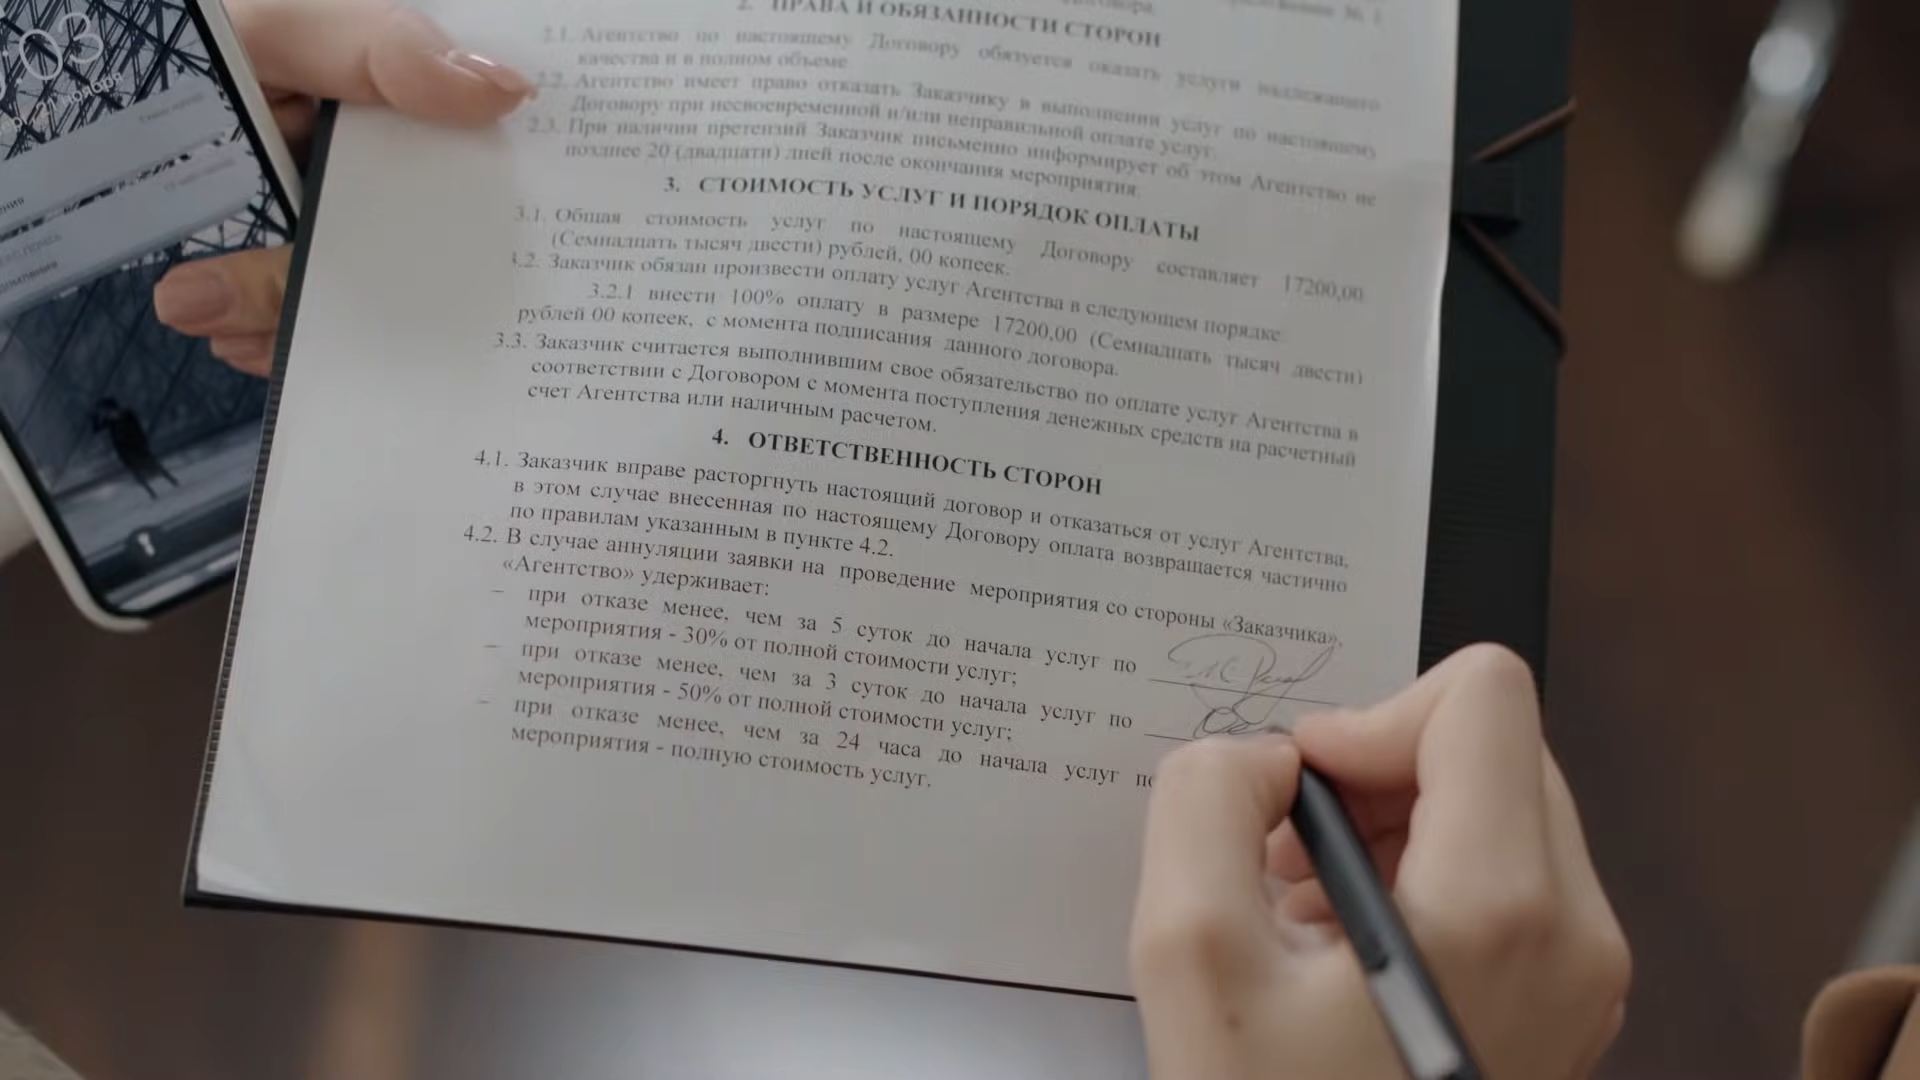 :03
21 ноября
2. ПРАВА И ОБЯЗАННОСТИ СТОРОН
2.1. Агентство по настоящему Договору обязуется оказать услуги надлежащего
качества и в полном объеме
2.2. Агентство имеет право отказать Заказчику в выполнении услуг по настоящему
Договору при несвоевременной и/или неправильной оплате услуг.
2.3. При наличии претензий Заказчик письменно информирует об этом Агентство не
позднее 20 (двадцати) дней после окончания мероприятия.
3. СТОИМОСТЬ УСЛУГ И ПОРЯДОК ОПЛАТЫ
3.1. Общая стоимость услуг по настоящему Договору составляет 17200,00
(Семнадцать тысяч двести) рублей, 00 копеек.
3.2. Заказчик обязан произвести оплату услуг Агентства в следующем порядке:
3.2.1 внести 100% оплату в размере 17200,00 (Семнадцать тысяч двести)
рублей 00 копеек, с момента подписания данного договора.
3.3. Заказчик считается выполнившим свое обязательство по оплате услуг Агентства в
соответствии с Договором с момента поступления денежных средств на расчетный
счет Агентства или наличным расчетом.
4. ОТВЕТСТВЕННОСТЬ СТОРОН
4.1. Заказчик вправе расторгнуть настоящий договор и отказаться от услуг Агентства,
в этом случае внесенная по настоящему Договору оплата возвращается частично
по правилам указанным в пункте 4.2.
4.2. В случае аннуляции заявки на проведение мероприятия со стороны «Заказчика»,
«Агентство» удерживает:
– при отказе менее, чем за 5 суток до начала услуг по
мероприятия - 30% от полной стоимости услуг;
– при отказе менее, чем за 3 суток до начала услуг по
мероприятия - 50% от полной стоимости услуг;
– при отказе менее, чем за 24 часа до начала услуг по
мероприятия - полную стоимость услуг.